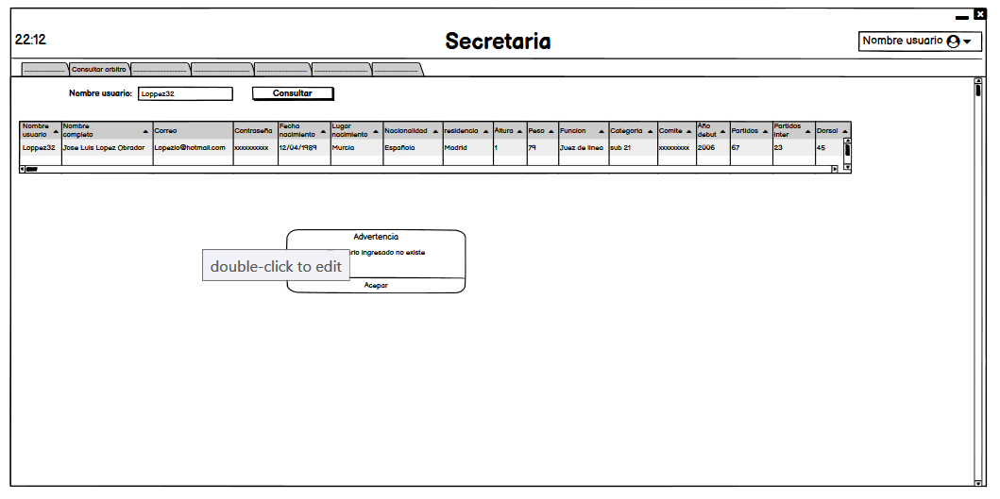 22:12
Secretaria
Nombre usuario
Consultar arbitro
Nombre usuario: Loppez32 Consultar
Nombre usuario Nombre completo Correo Contraseña Fecha nacimiento Lugar nacimiento Nacionalidad residencia Altura Peso Funcion Categoria Comite Año debut Partidos Partidos inter Dorsal
Loppez32 Jose Luis Lopez Obrador Lopezlo@hotmail.com xxxxxxxxxx 12/04/1989 Murcia Española Madrid 1 79 Juez de linea sub 21 xxxxxxxxx 2006 67 23 45
Advertencia
ingresado no existe
double-click to edit
Acepar